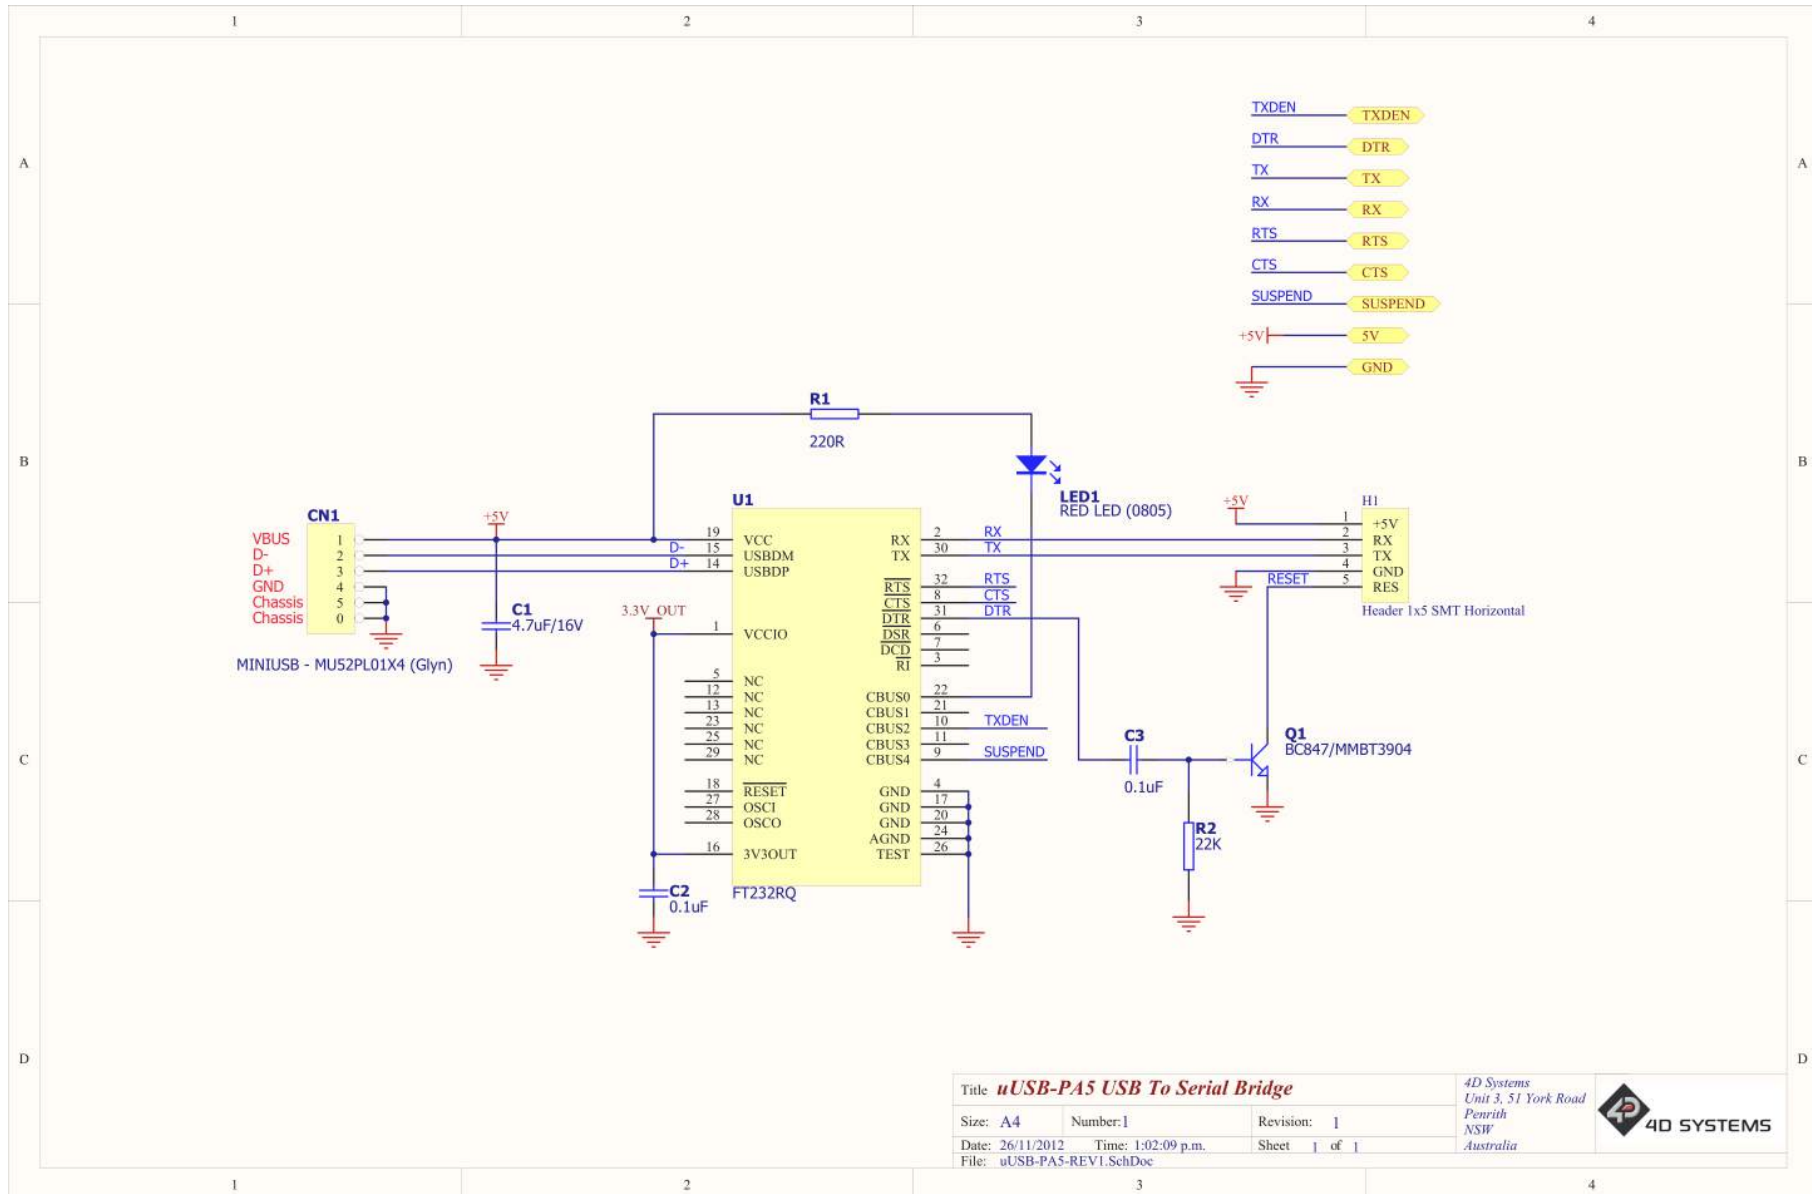 1 2 3 4
A A
B B
C C
D D
TXDEN TXDEN
DTR DTR
TX TX
RX RX
RTS RTS
CTS CTS
SUSPEND SUSPEND
+5V 5V
GND
R1
220R
LED1
RED LED (0805)
CN1
VBUS 1
D- 2
D+ 3
GND 4
Chassis 5
Chassis 0
MINIUSB - MU52PL01X4 (Glyn)
+5V
C1
4.7uF/16V
3.3V_OUT
D-
D+
U1
19 VCC
15 USBDM
14 USBDP
1 VCCIO
5 NC
12 NC
13 NC
23 NC
25 NC
29 NC
18 RESET
27 OSCI
28 OSCO
16 3V3OUT
RX 2 RX
TX 30 TX
RTS 32 RTS
CTS 8 CTS
DTR 31 DTR
DSR 6
DCD 7
RI 3
CBUS0 22
CBUS1 21
CBUS2 10 TXDEN
CBUS3 11
CBUS4 9 SUSPEND
GND 4
GND 17
GND 20
AGND 24
TEST 26
FT232RQ
C2
0.1uF
+5V
H1
1 +5V
2 RX
3 TX
4 GND
RESET 5 RES
Header 1x5 SMT Horizontal
C3
0.1uF
Q1
BC847/MMBT3904
R2
22K
Title uUSB-PA5 USB To Serial Bridge
Size: A4 Number:1 Revision: 1
Date: 26/11/2012 Time: 1:02:09 p.m. Sheet 1 of 1
File: uUSB-PA5-REV1.SchDoc
4D Systems
Unit 3, 51 York Road
Penrith
NSW
Australia
4D SYSTEMS
1 2 3 4